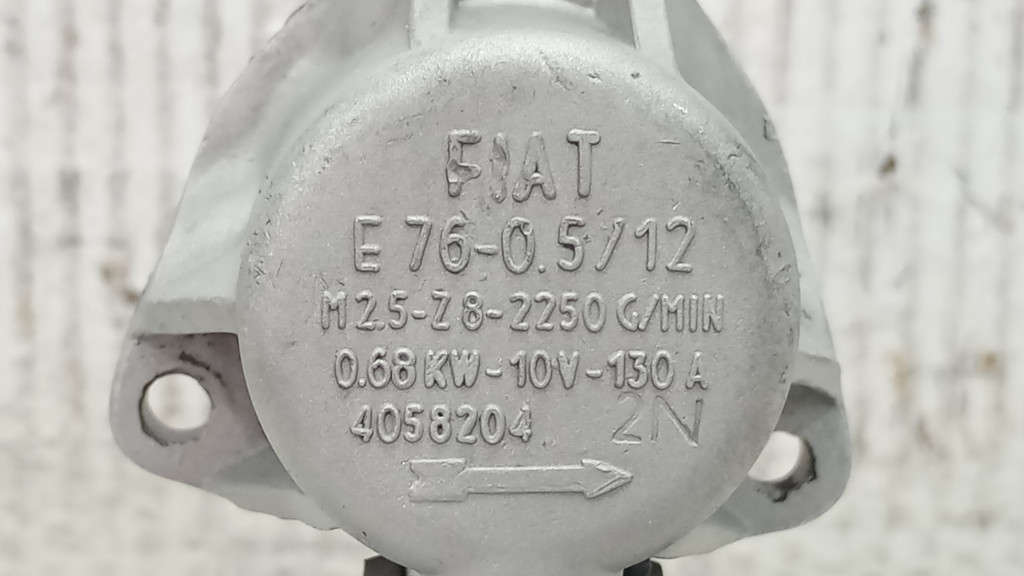 FIAT
E 76-0.5/12
M 2.5-Z 8-2250 G/MIN
0.68 KW-10V-130 A
4058204 2N